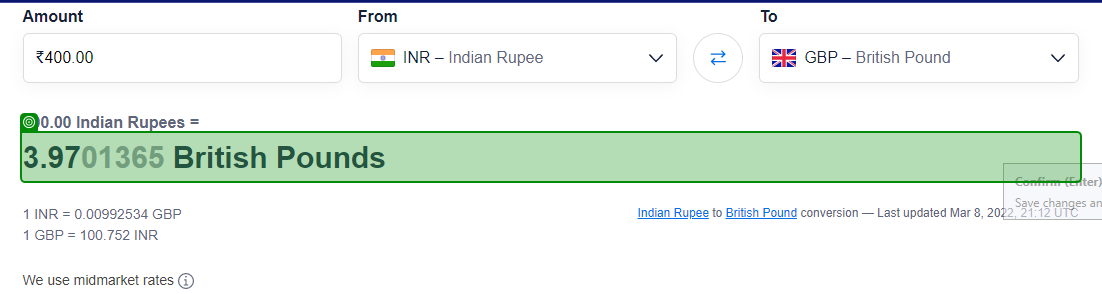 Amount From To
₹400.00 INR – Indian Rupee GBP – British Pound
0.00 Indian Rupees =
3.9701365 British Pounds
Confirm (Enter)
Save changes an
1 INR = 0.00992534 GBP
Indian Rupee to British Pound conversion — Last updated Mar 8, 2022, 21:12 UTC
1 GBP = 100.752 INR
We use midmarket rates